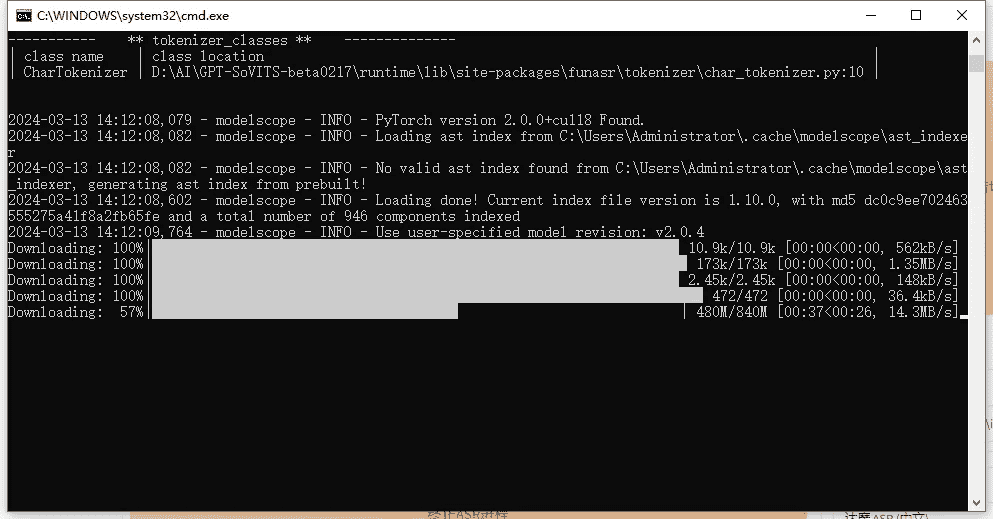 C:\WINDOWS\system32\cmd.exe
----------- ** tokenizer_classes ** --------------
| class name | class location |
| CharTokenizer | D:\AI\GPT-SoVITS-beta0217\runtime\lib\site-packages\funasr\tokenizer\char_tokenizer.py:10 |
2024-03-13 14:12:08,079 - modelscope - INFO - PyTorch version 2.0.0+cu118 Found.
2024-03-13 14:12:08,082 - modelscope - INFO - Loading ast index from C:\Users\Administrator\.cache\modelscope\ast_indexe
r
2024-03-13 14:12:08,082 - modelscope - INFO - No valid ast index found from C:\Users\Administrator\.cache\modelscope\ast
_indexer, generating ast index from prebuilt!
2024-03-13 14:12:08,602 - modelscope - INFO - Loading done! Current index file version is 1.10.0, with md5 dc0c9ee702463
555275a41f8a2fb65fe and a total number of 946 components indexed
2024-03-13 14:12:09,764 - modelscope - INFO - Use user-specified model revision: v2.0.4
Downloading: 100%| 10.9k/10.9k [00:00<00:00, 562kB/s]
Downloading: 100%| 173k/173k [00:00<00:00, 1.35MB/s]
Downloading: 100%| 2.45k/2.45k [00:00<00:00, 148kB/s]
Downloading: 100%| 472/472 [00:00<00:00, 36.4kB/s]
Downloading: 57%| | 480M/840M [00:37<00:26, 14.3MB/s]